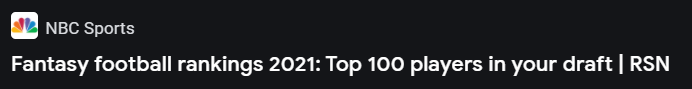 NBC Sports
Fantasy football rankings 2021: Top 100 players in your draft | RSN